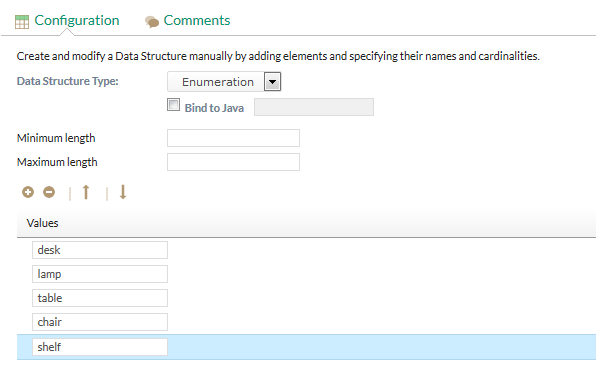 Configuration Comments
Create and modify a Data Structure manually by adding elements and specifying their names and cardinalities.
Data Structure Type: Enumeration
Bind to Java
Minimum length
Maximum length
Values
desk
lamp
table
chair
shelf